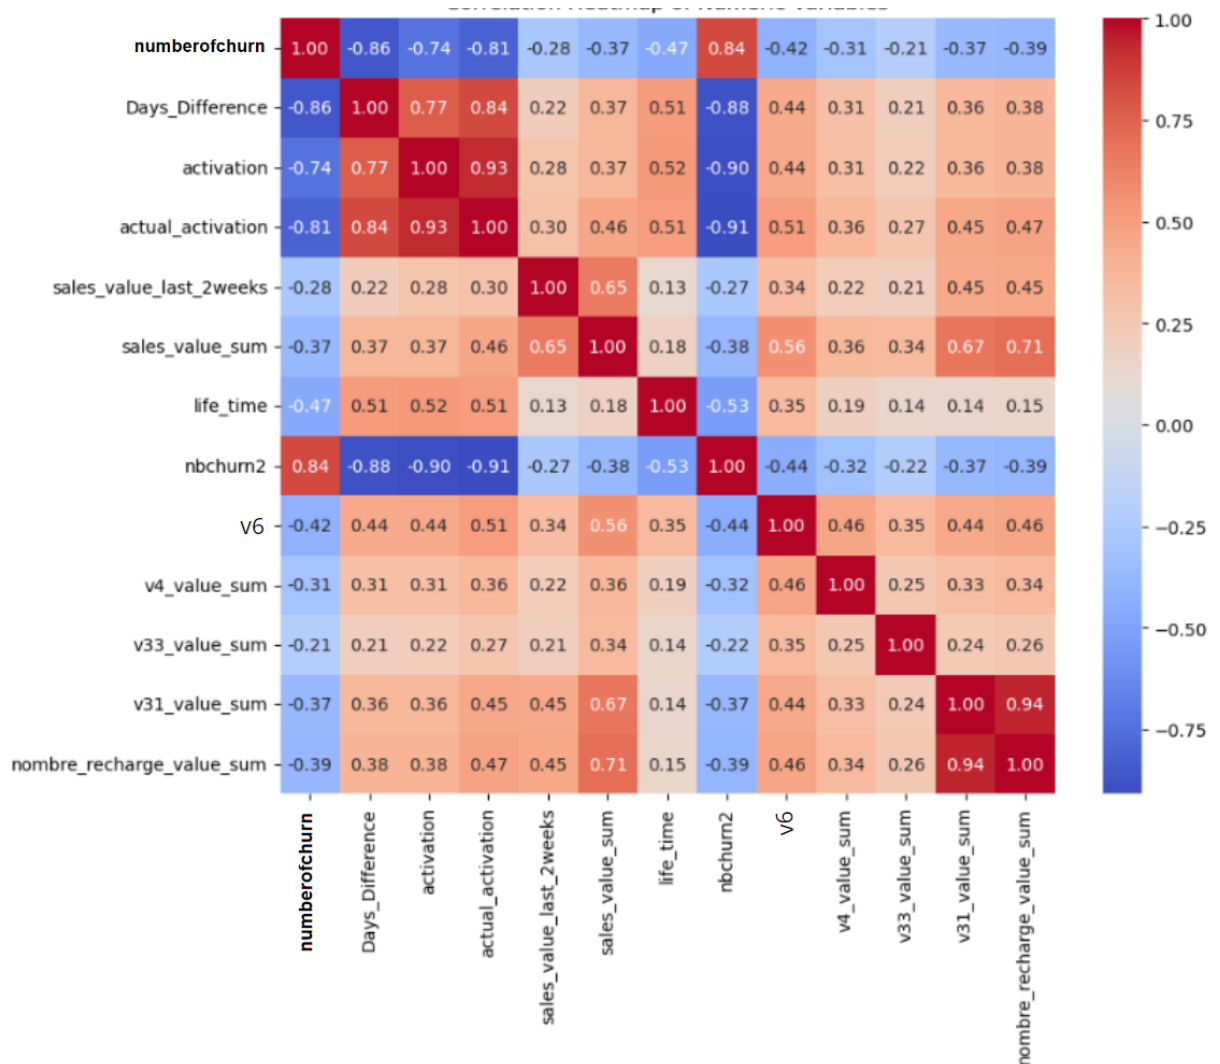 Correlation Heatmap of Numeric Variables
numberofchurn 1.00 -0.86 -0.74 -0.81 -0.28 -0.37 -0.47 0.84 -0.42 -0.31 -0.21 -0.37 -0.39
Days_Difference -0.86 1.00 0.77 0.84 0.22 0.37 0.51 -0.88 0.44 0.31 0.21 0.36 0.38
activation -0.74 0.77 1.00 0.93 0.28 0.37 0.52 -0.90 0.44 0.31 0.22 0.36 0.38
actual_activation -0.81 0.84 0.93 1.00 0.30 0.46 0.51 -0.91 0.51 0.36 0.27 0.45 0.47
sales_value_last_2weeks -0.28 0.22 0.28 0.30 1.00 0.65 0.13 -0.27 0.34 0.22 0.21 0.45 0.45
sales_value_sum -0.37 0.37 0.37 0.46 0.65 1.00 0.18 -0.38 0.56 0.36 0.34 0.67 0.71
life_time -0.47 0.51 0.52 0.51 0.13 0.18 1.00 -0.53 0.35 0.19 0.14 0.14 0.15
nbchurn2 0.84 -0.88 -0.90 -0.91 -0.27 -0.38 -0.53 1.00 -0.44 -0.32 -0.22 -0.37 -0.39
v6 -0.42 0.44 0.44 0.51 0.34 0.56 0.35 -0.44 1.00 0.46 0.35 0.44 0.46
v4_value_sum -0.31 0.31 0.31 0.36 0.22 0.36 0.19 -0.32 0.46 1.00 0.25 0.33 0.34
v33_value_sum -0.21 0.21 0.22 0.27 0.21 0.34 0.14 -0.22 0.35 0.25 1.00 0.24 0.26
v31_value_sum -0.37 0.36 0.36 0.45 0.45 0.67 0.14 -0.37 0.44 0.33 0.24 1.00 0.94
nombre_recharge_value_sum -0.39 0.38 0.38 0.47 0.45 0.71 0.15 -0.39 0.46 0.34 0.26 0.94 1.00
numberofchurn
Days_Difference
activation
actual_activation
sales_value_last_2weeks
sales_value_sum
life_time
nbchurn2
v6
v4_value_sum
v33_value_sum
v31_value_sum
ombre_recharge_value_sum
1.00
0.75
0.50
0.25
0.00
−0.25
−0.50
−0.75